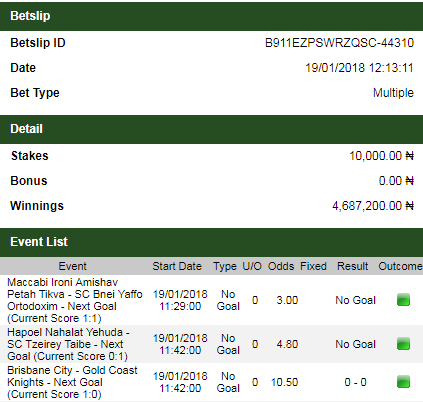 Betslip
Betslip ID B911EZPSWRZQSC-44310
Date 19/01/2018 12:13:11
Bet Type Multiple
Detail
Stakes 10,000.00 ₦
Bonus 0.00 ₦
Winnings 4,687,200.00 ₦
Event List
Event Start Date Type U/O Odds Fixed Result Outcome
Maccabi Ironi Amishav
Petah Tikva - SC Bnei Yaffo
Ortodoxim - Next Goal
(Current Score 1:1)
19/01/2018
11:29:00
No
Goal
0 3.00 No Goal
Hapoel Nahalat Yehuda -
SC Tzeirey Taibe - Next
Goal (Current Score 0:1)
19/01/2018
11:42:00
No
Goal
0 4.80 No Goal
Brisbane City - Gold Coast
Knights - Next Goal
(Current Score 1:0)
19/01/2018
11:42:00
No
Goal
0 10.50 0 - 0